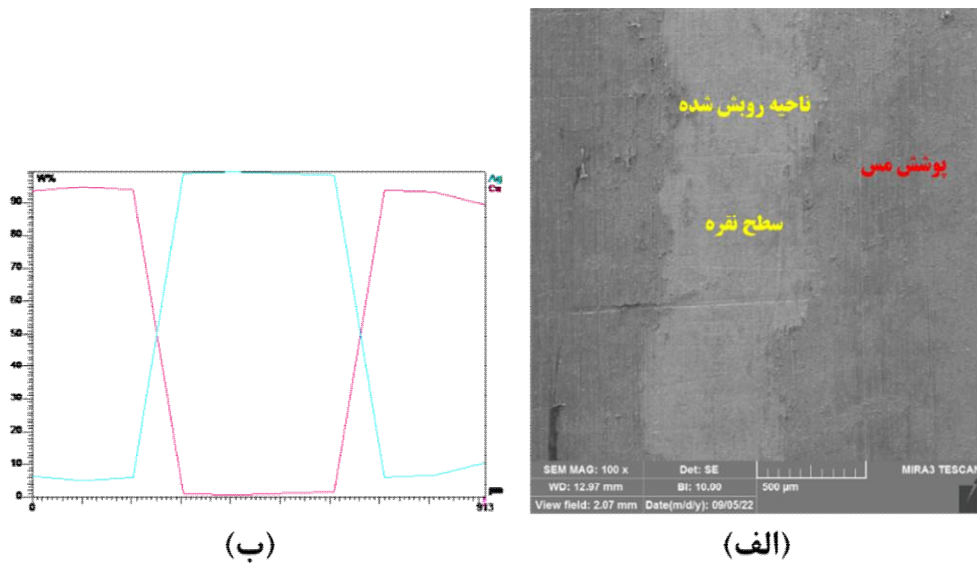 ناحیه روبش شده
پوشش مس
سطح نقره
SEM MAG: 100 x
Det: SE
MIRA3 TESCAN
WD: 12.97 mm
BI: 10.00
500 µm
View field: 2.07 mm
Date(m/d/y): 09/05/22
(الف)
W%
Ag
Cu
90
80
70
60
50
40
30
20
10
0
µm
0
913
(ب)